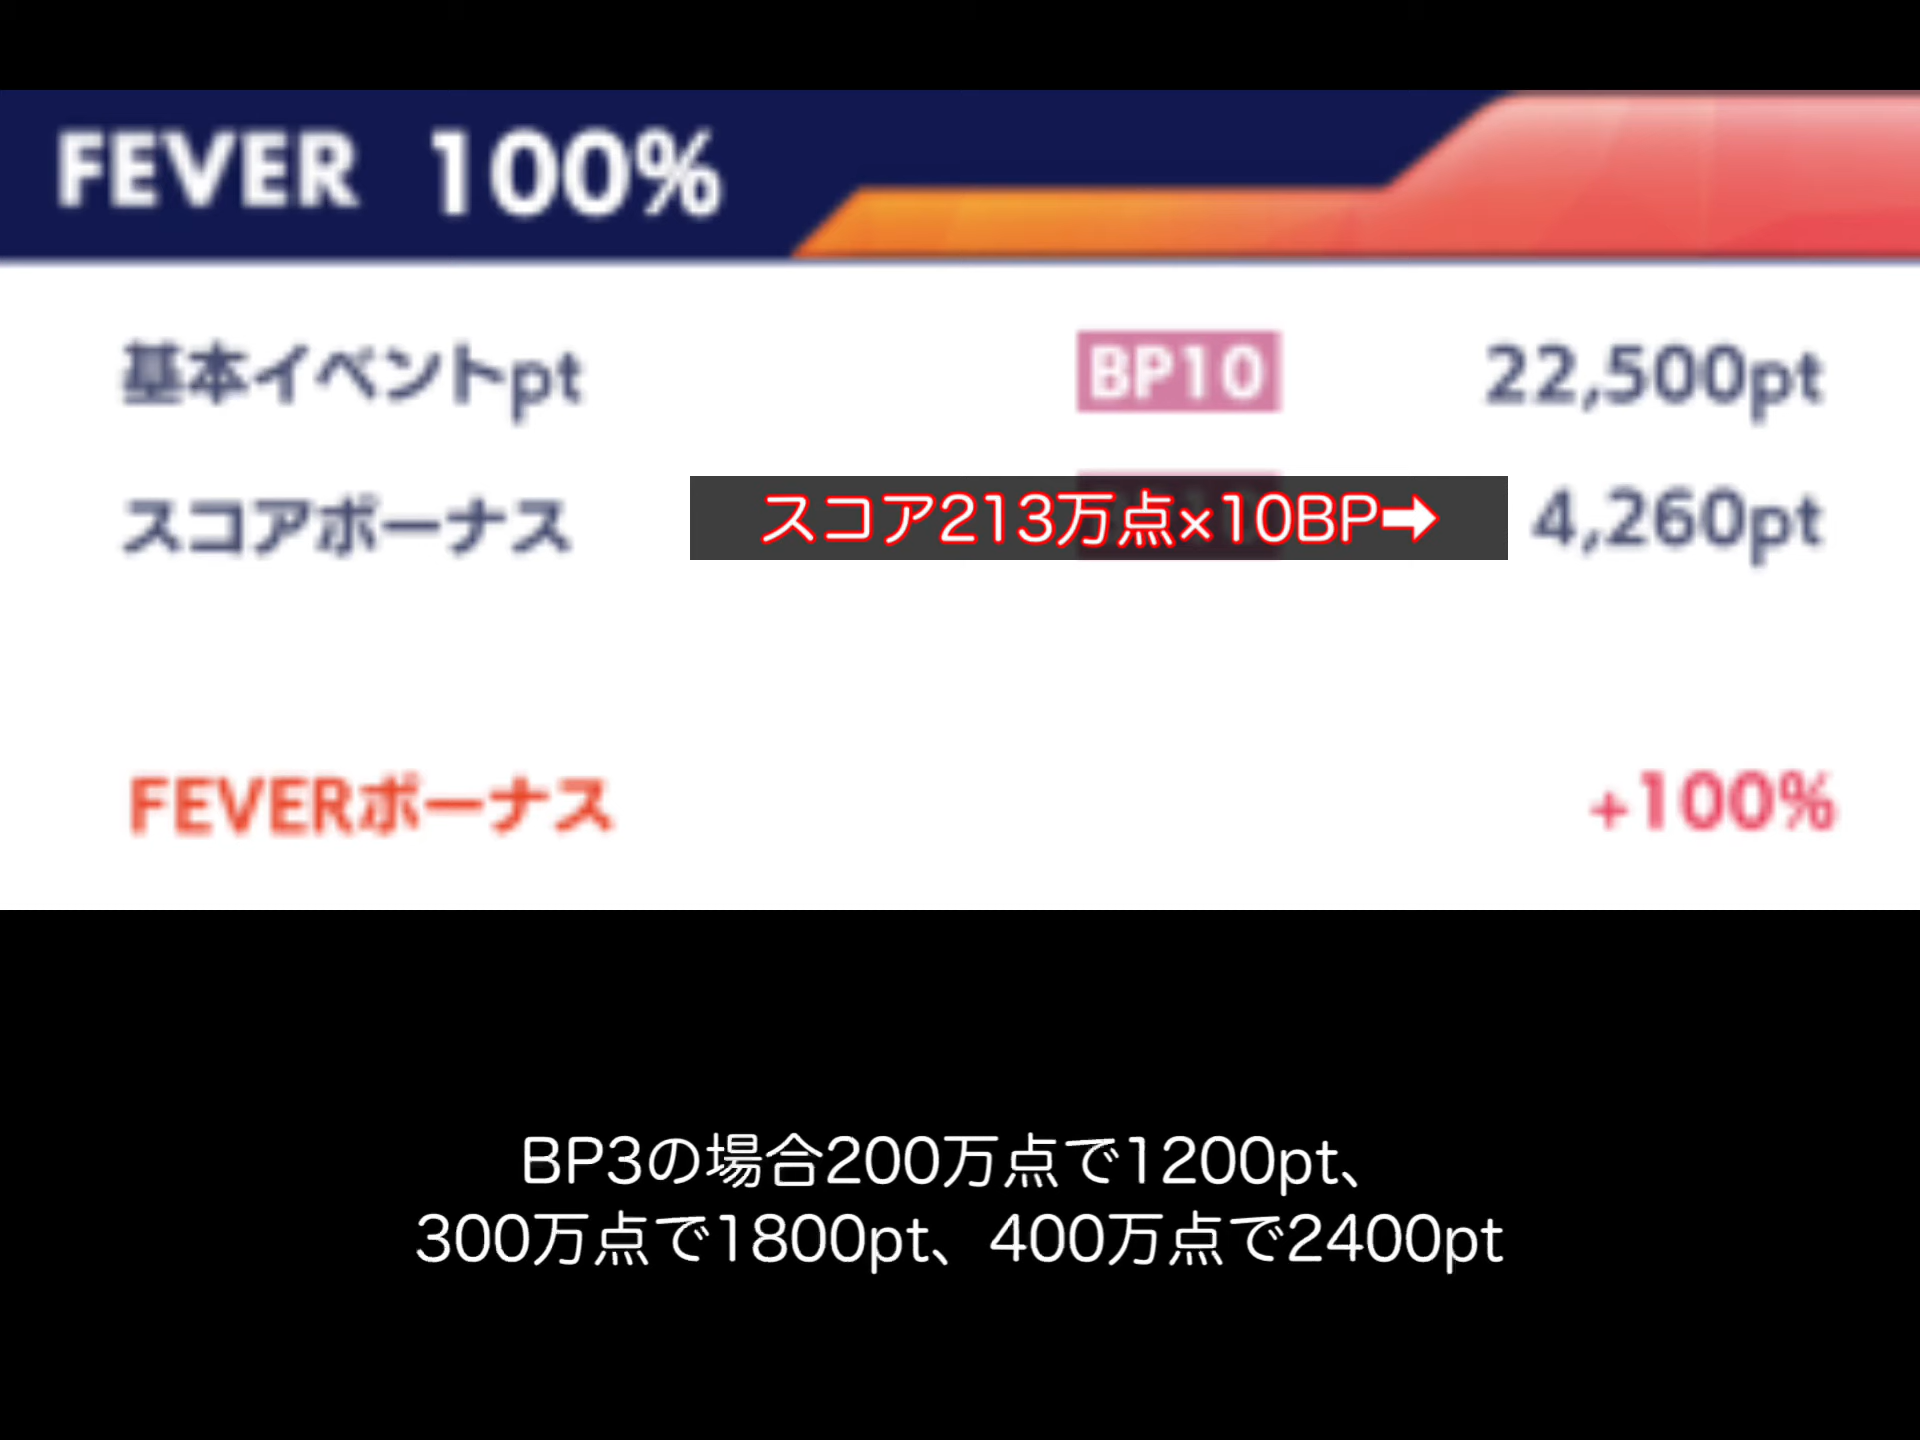 FEVER 100%
基本イベントpt BP10 22,500pt
スコアボーナス スコア213万点×10BP➡ 4,260pt
FEVERボーナス +100%
BP3の場合200万点で1200pt、
300万点で1800pt、400万点で2400pt